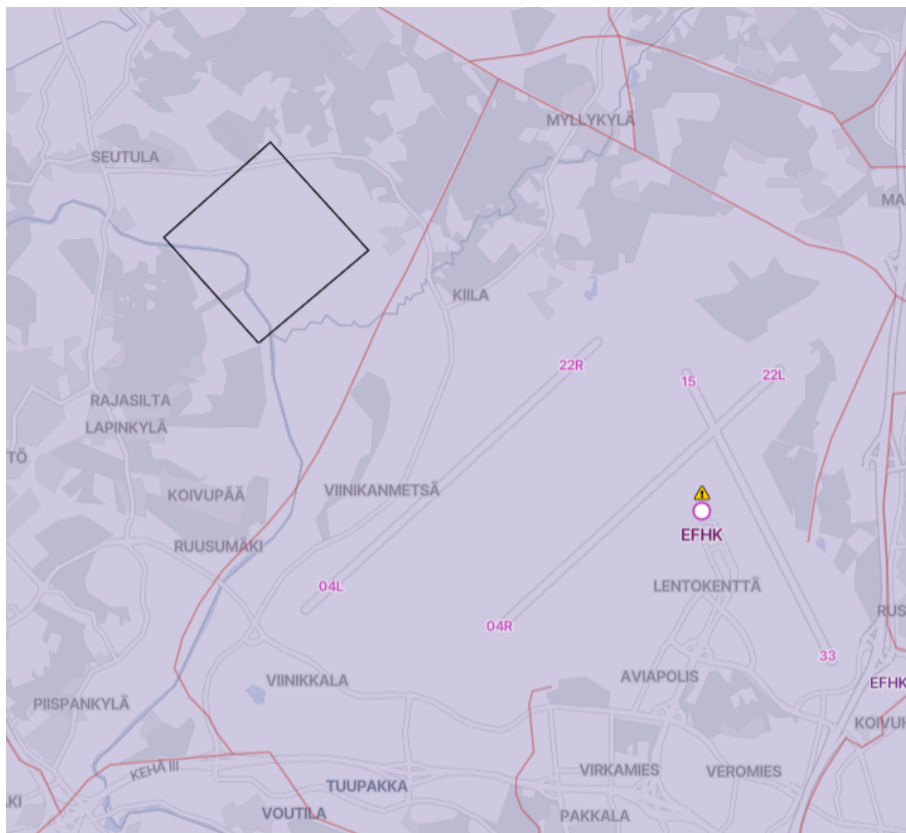 MYLLYKYLÄ
SEUTULA
MA
KIILA
22R
15
22L
RAJASILTA
LAPINKYLÄ
TÖ
KOIVUPÄÄ
VIINIKANMETSÄ
EFHK
RUUSUMÄKI
04L
LENTOKENTTÄ
RUS
04R
33
VIINIKKALA
AVIAPOLIS
EFHK
PIISPANKYLÄ
KOIVUH
KEHÄ III
VIRKAMIES
VEROMIES
TUUPAKKA
ÄKI
VOUTILA
PAKKALA